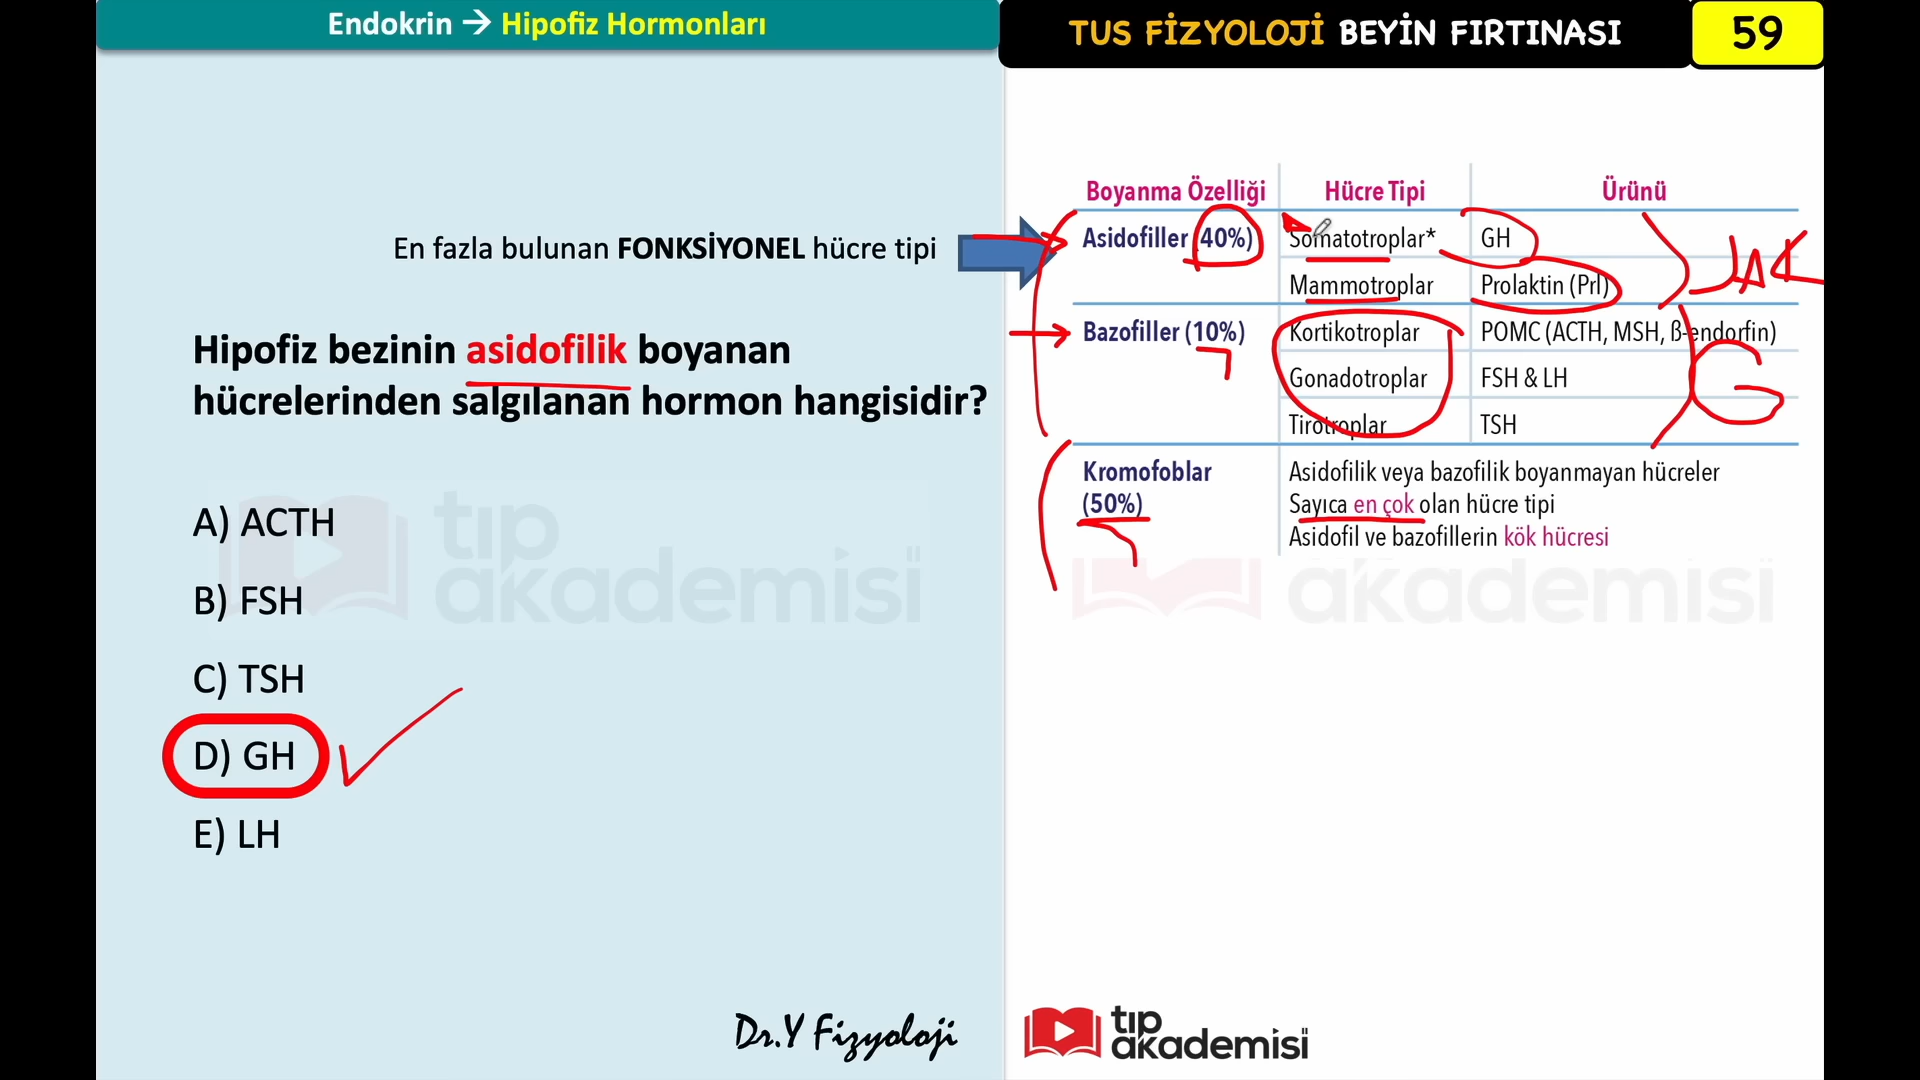 Endokrin → Hipofiz Hormonları
TUS FİZYOLOJİ BEYİN FIRTINASI
59
En fazla bulunan FONKSİYONEL hücre tipi
Hipofiz bezinin asidofilik boyanan
hücrelerinden salgılanan hormon hangisidir?
A) ACTH
B) FSH
C) TSH
D) GH
E) LH
tıp
akademisi
Dr.Y Fizyoloji
Boyanma Özelliği Hücre Tipi Ürünü
Asidofiller (40%) Somatotroplar* GH
Mammotroplar Prolaktin (Prl)
JAK
Bazofiller (10%) Kortikotroplar POMC (ACTH, MSH, ß-endorfin)
Gonadotroplar FSH & LH
G
Tirotroplar TSH
Kromofoblar Asidofilik veya bazofilik boyanmayan hücreler
(50%) Sayıca en çok olan hücre tipi
Asidofil ve bazofillerin kök hücresi
akademisi
tıp
akademisi